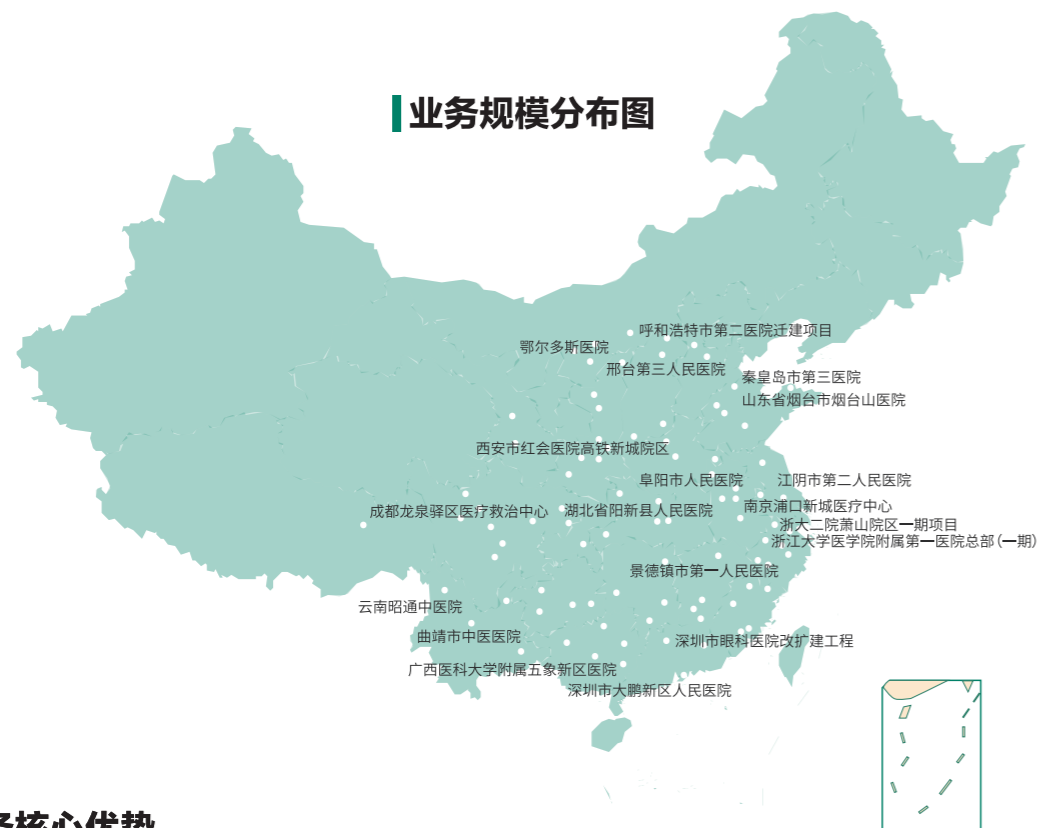 业务规模分布图
呼和浩特市第二医院迁建项目
鄂尔多斯医院
邢台第三人民医院
秦皇岛市第三医院
山东省烟台市烟台山医院
西安市红会医院高铁新城院区
阜阳市人民医院
江阴市第二人民医院
南京浦口新城医疗中心
成都龙泉驿区医疗救治中心
湖北省阳新县人民医院
浙大二院萧山院区一期项目
浙江大学医学院附属第一医院总部(一期)
景德镇市第一人民医院
云南昭通中医医院
曲靖市中医医院
深圳市眼科医院改扩建工程
广西医科大学附属五象新区医院
深圳市大鹏新区人民医院
核心优势